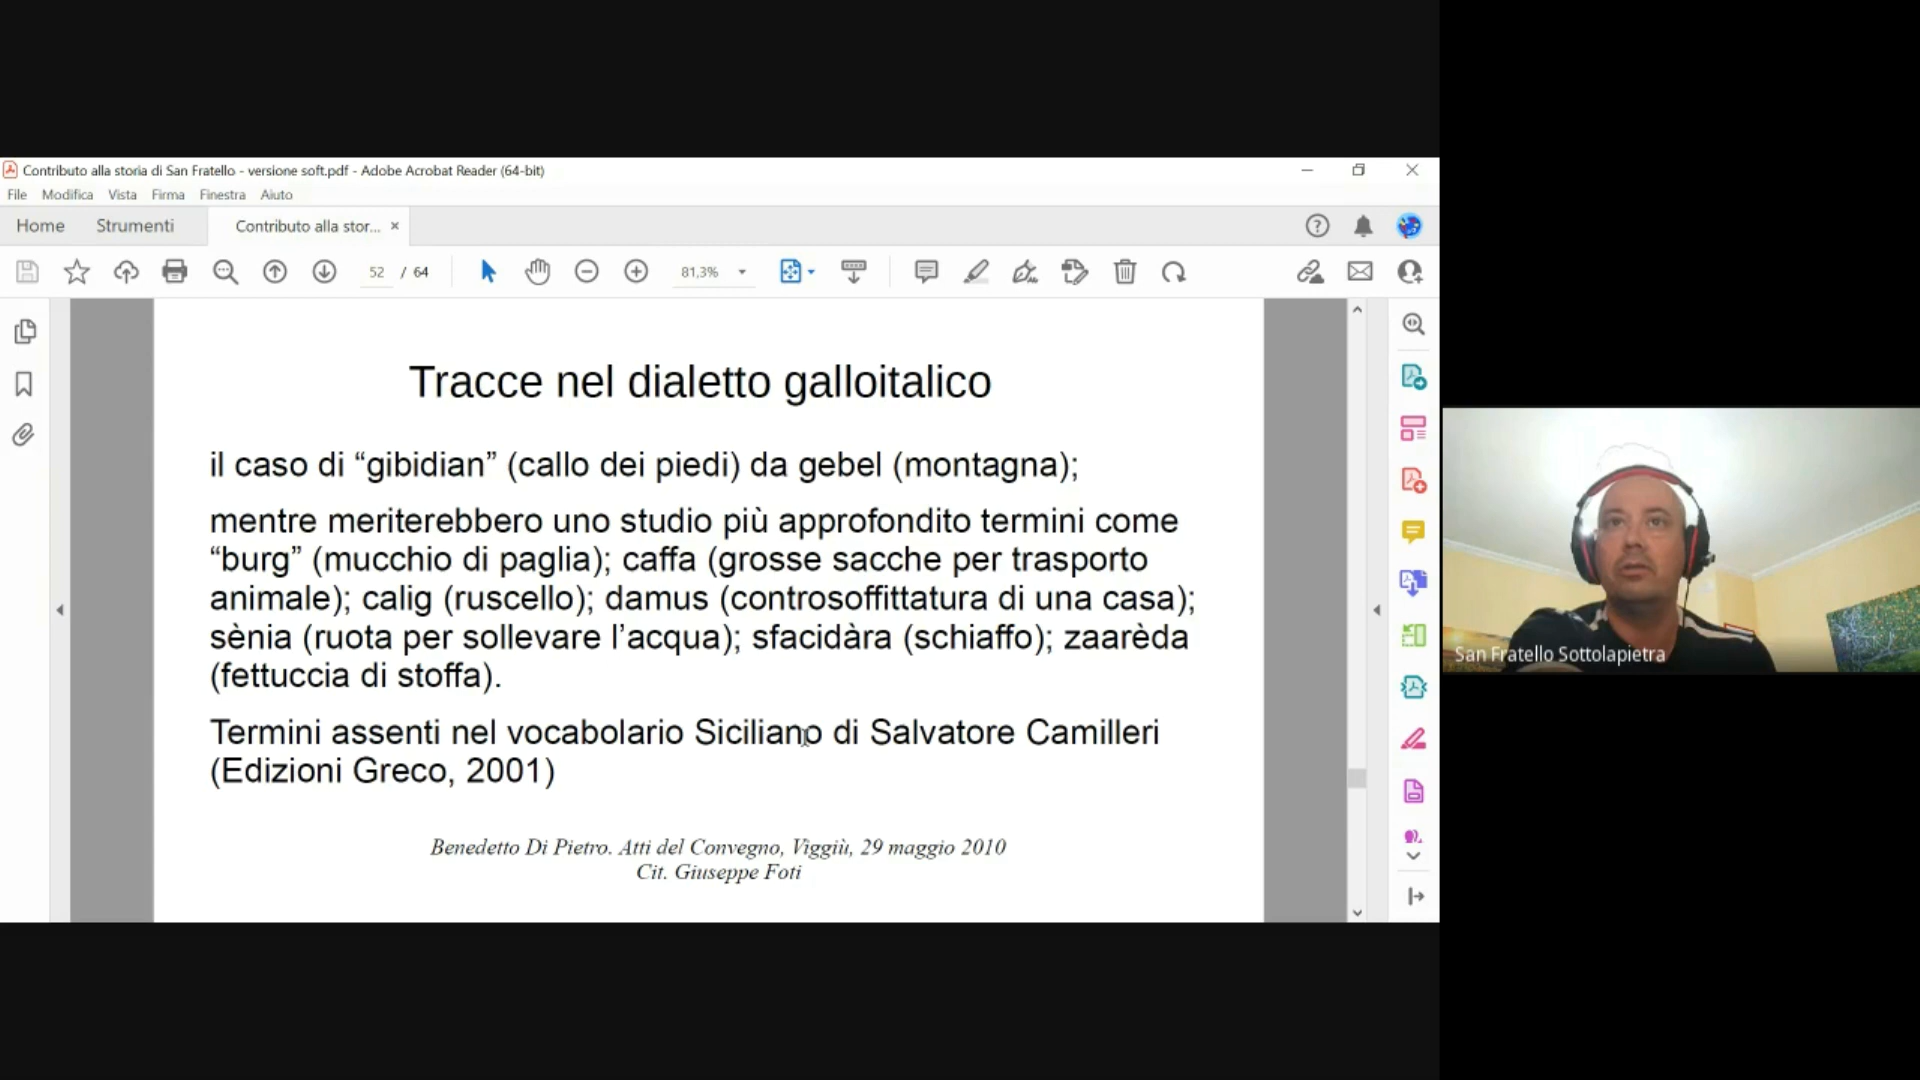 Contributo alla storia di San Fratello - versione soft.pdf - Adobe Acrobat Reader (64-bit)
File Modifica Vista Firma Finestra Aiuto
Home Strumenti Contributo alla stor...
52 / 64 81,3%
Tracce nel dialetto galloitalico
il caso di “gibidian” (callo dei piedi) da gebel (montagna);
mentre meriterebbero uno studio più approfondito termini come
“burg” (mucchio di paglia); caffa (grosse sacche per trasporto
animale); calig (ruscello); damus (controsoffittatura di una casa);
sènia (ruota per sollevare l’acqua); sfacidàra (schiaffo); zaarèda
(fettuccia di stoffa).
Termini assenti nel vocabolario Siciliano di Salvatore Camilleri
(Edizioni Greco, 2001)
Benedetto Di Pietro. Atti del Convegno, Viggiù, 29 maggio 2010
Cit. Giuseppe Foti
San Fratello Sottolapietra